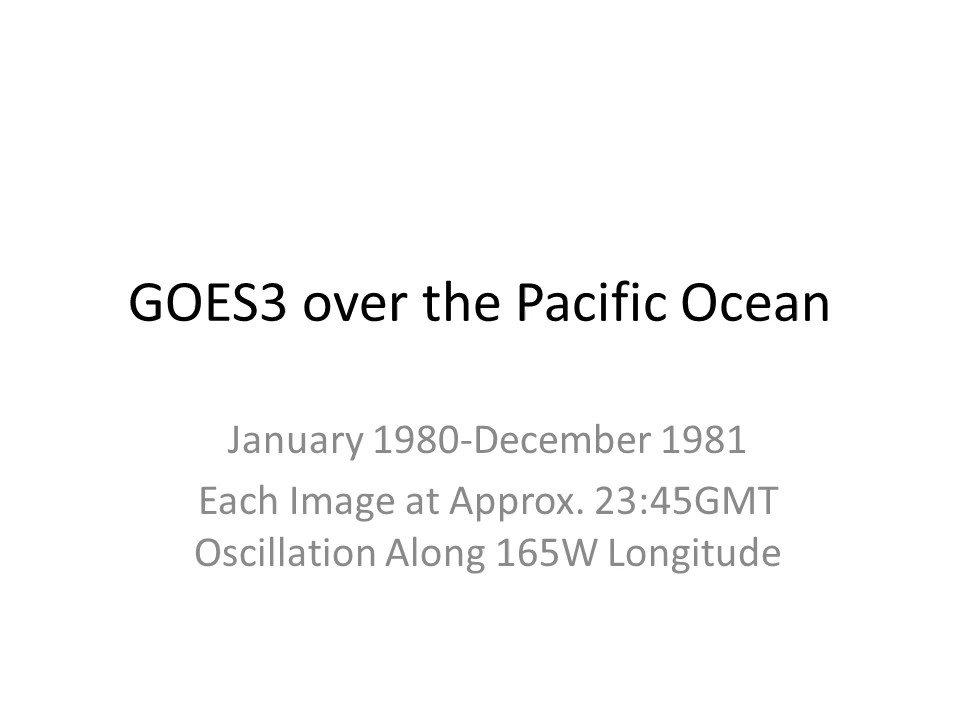 GOES3 over the Pacific Ocean
January 1980-December 1981
Each Image at Approx. 23:45GMT
Oscillation Along 165W Longitude